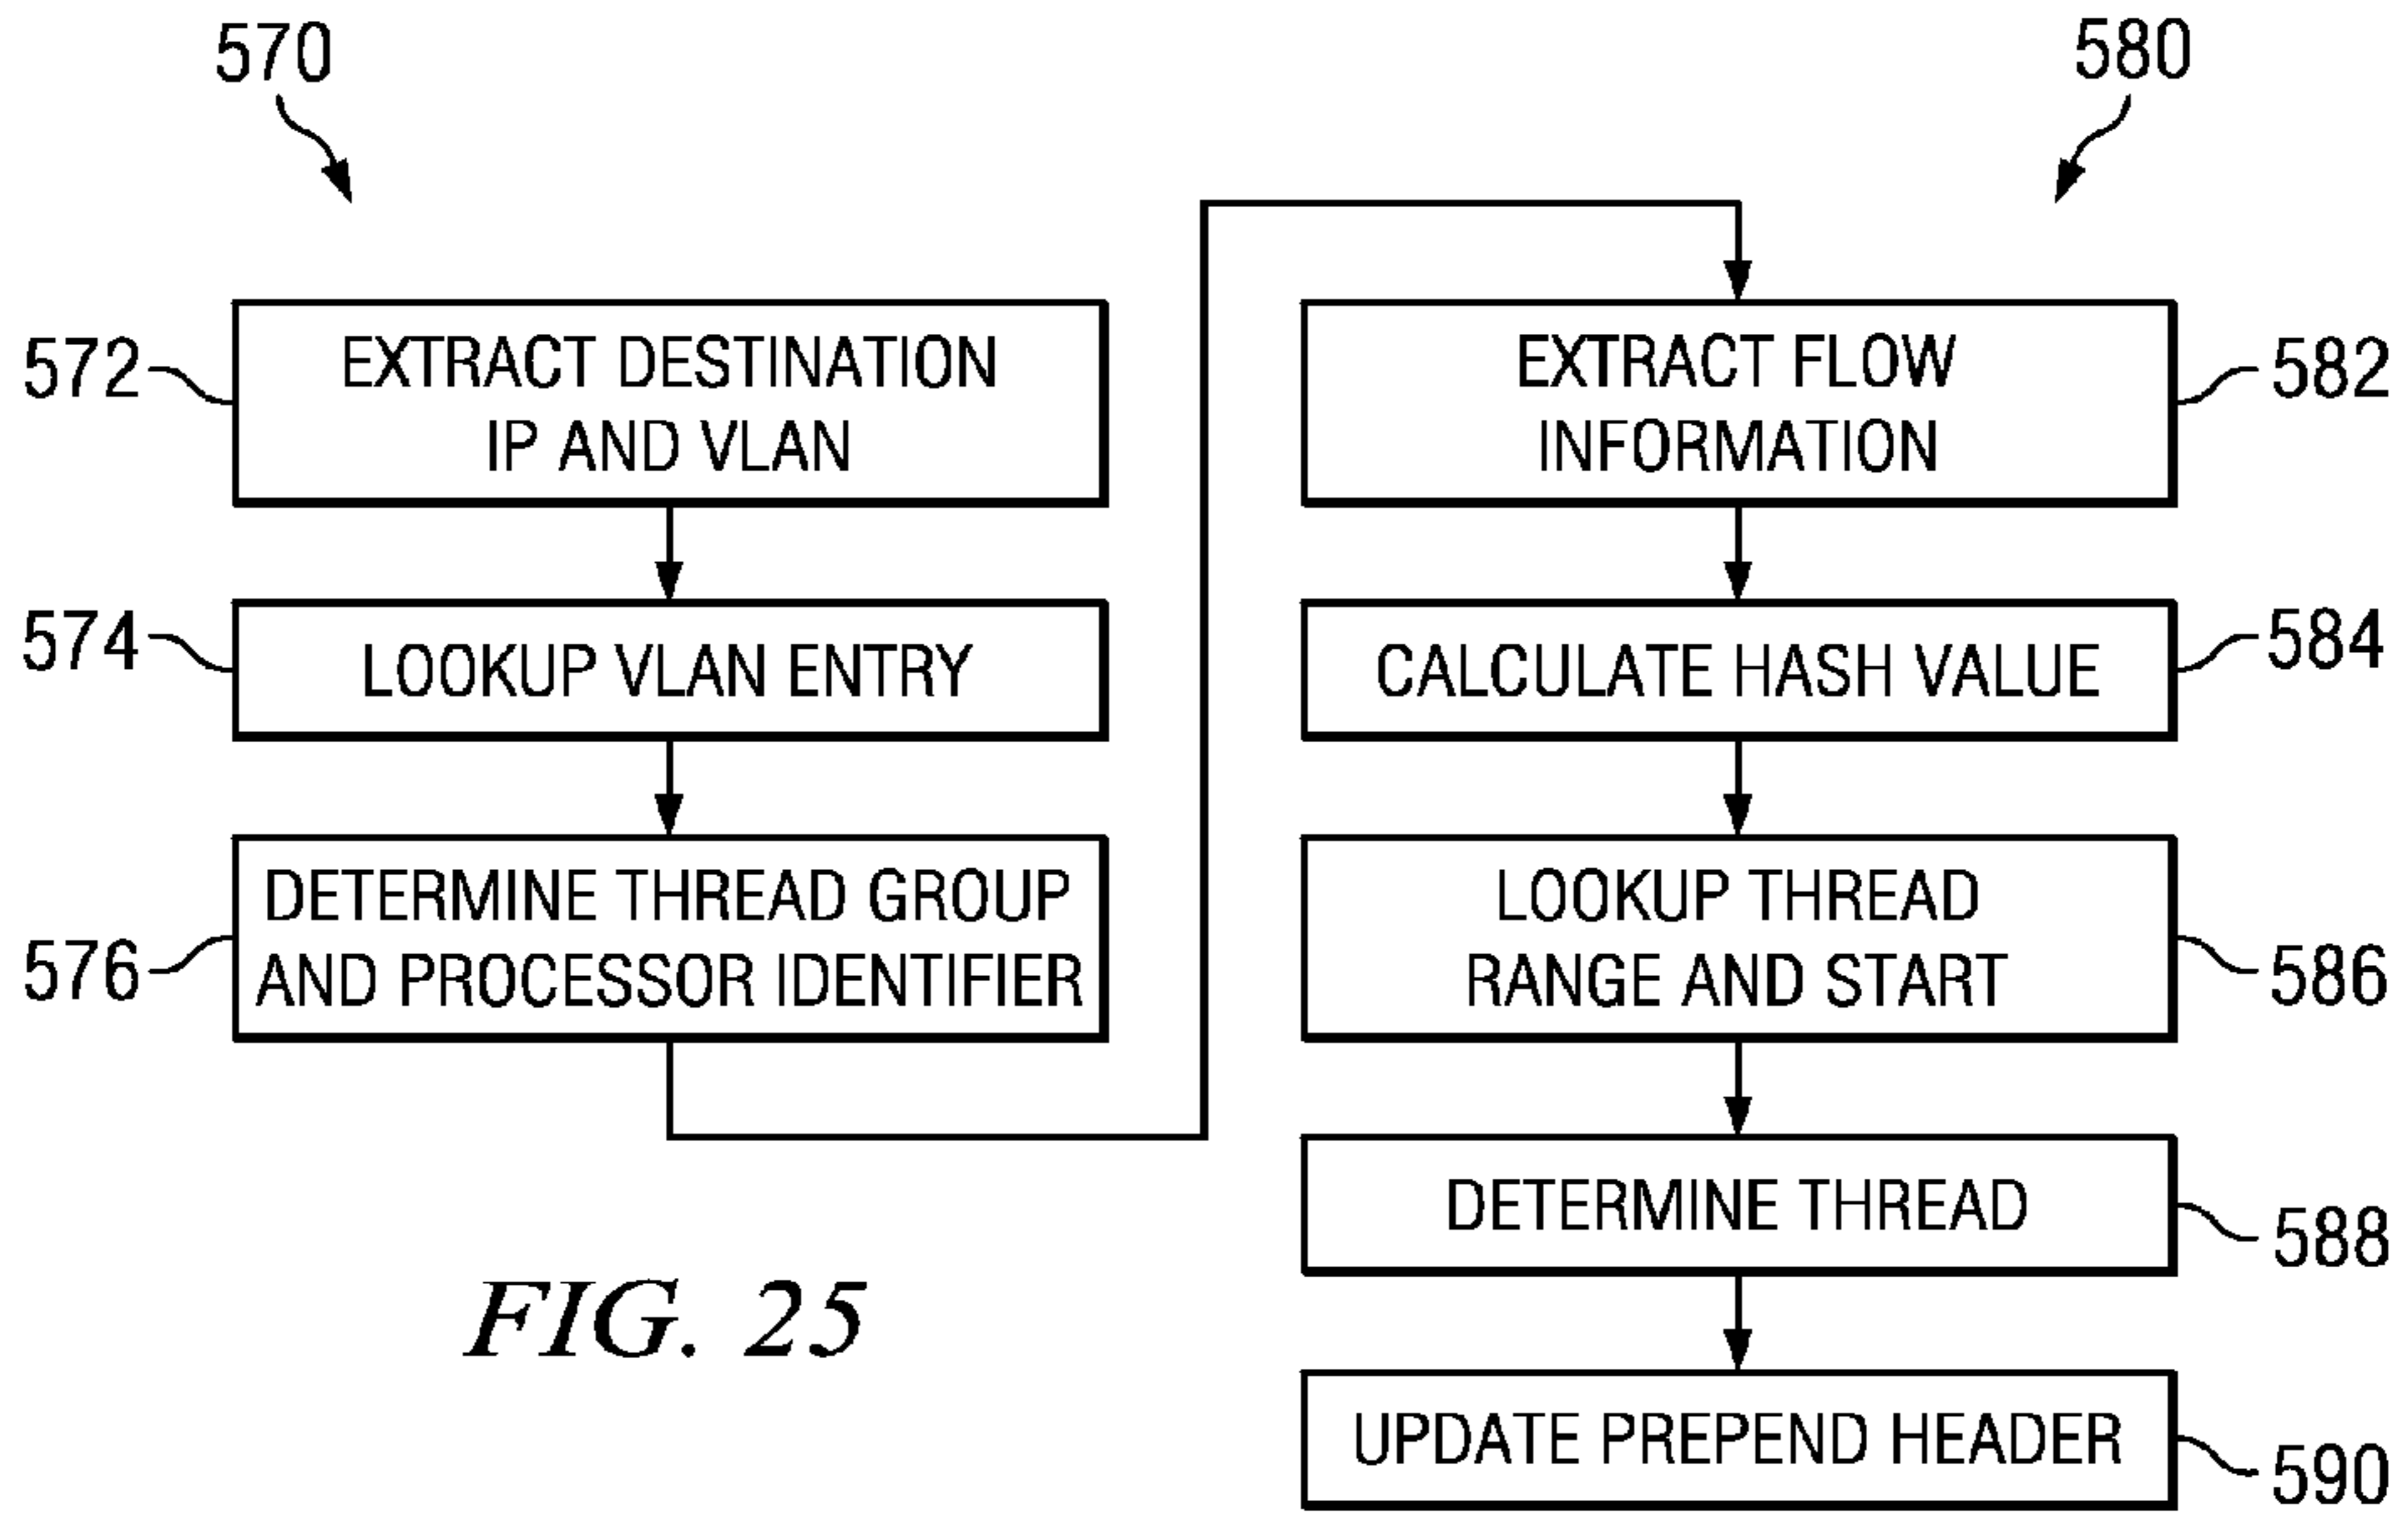 570
572
EXTRACT DESTINATION
IP AND VLAN
574
LOOKUP VLAN ENTRY
576
DETERMINE THREAD GROUP
AND PROCESSOR IDENTIFIER
580
EXTRACT FLOW
INFORMATION
582
CALCULATE HASH VALUE
584
LOOKUP THREAD
RANGE AND START
586
DETERMINE THREAD
588
UPDATE PREPEND HEADER
590
FIG. 25